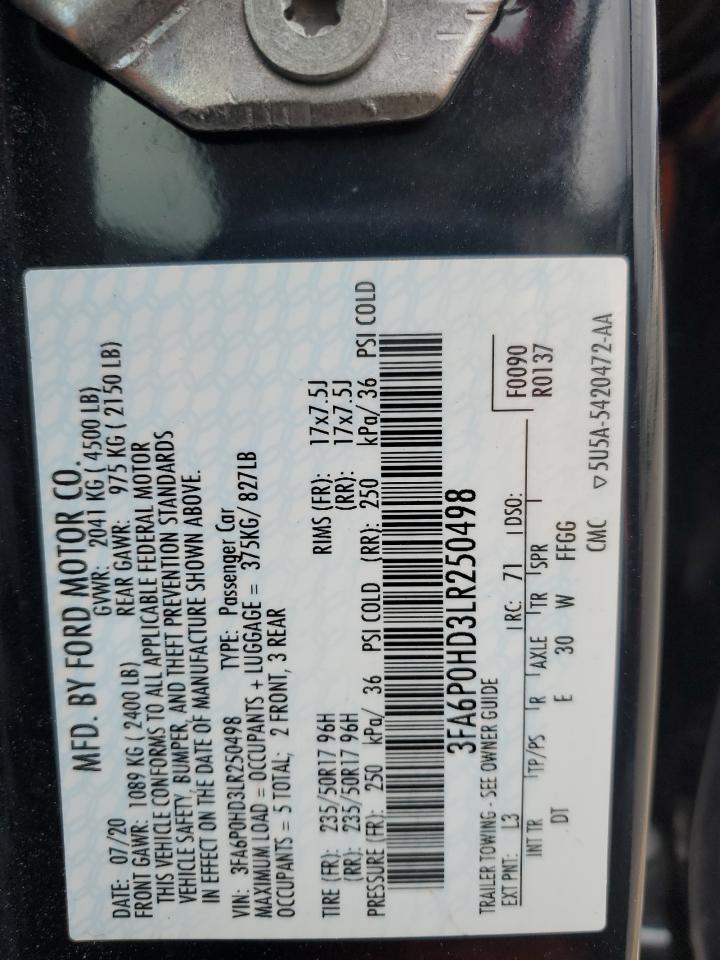 MFD. BY FORD MOTOR CO.
DATE: 07/20 GVWR: 2041 KG ( 4500 LB)
FRONT GAWR: 1089 KG ( 2400 LB) REAR GAWR: 975 KG ( 2150 LB)
THIS VEHICLE CONFORMS TO ALL APPLICABLE FEDERAL MOTOR
VEHICLE SAFETY, BUMPER, AND THEFT PREVENTION STANDARDS
IN EFFECT ON THE DATE OF MANUFACTURE SHOWN ABOVE.
VIN: 3FA6P0HD3LR250498 TYPE: Passenger Car
MAXIMUM LOAD = OCCUPANTS + LUGGAGE = 375KG/ 827LB
OCCUPANTS = 5 TOTAL; 2 FRONT, 3 REAR
TIRE (FR): 235/50R17 96H RIMS (FR): 17x7.5J
(RR): 235/50R17 96H (RR): 17x7.5J
PRESSURE (FR): 250 kPa/ 36 PSI COLD (RR): 250 kPa/ 36 PSI COLD
3FA6P0HD3LR250498
TRAILER TOWING - SEE OWNER GUIDE
EXT PNT: L3 RC: 71 DSO: F0090
R0137
INT TR TP/PS R AXLE TR SPR
DT E 30 W FFGG
CMC ▽5U5A-5420472-AA